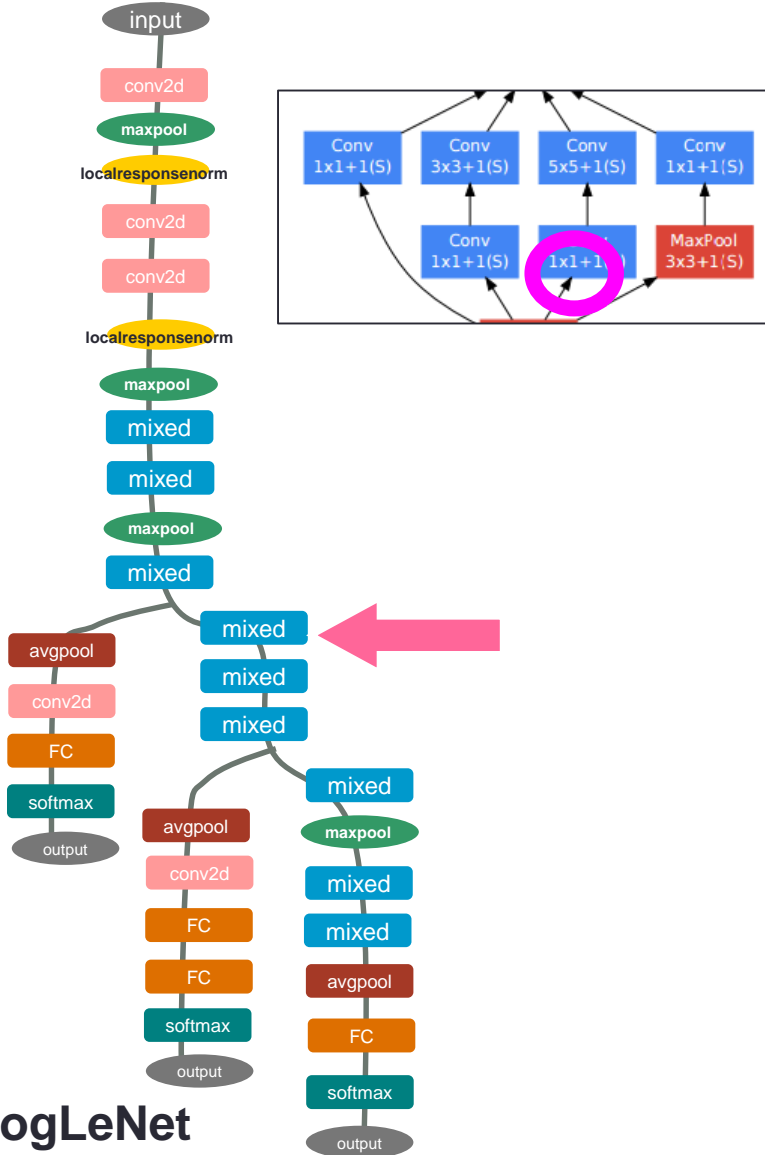 input
conv2d
maxpool
localresponsenorm
conv2d
conv2d
localresponsenorm
maxpool
mixed
mixed
maxpool
mixed
mixed
mixed
mixed
avgpool
conv2d
FC
softmax
output
avgpool
conv2d
FC
FC
softmax
output
mixed
maxpool
mixed
mixed
avgpool
FC
softmax
output
Conv
1x1+1(S)
Conv
3x3+1(S)
Conv
5x5+1(S)
Conv
1x1+1(S)
Conv
1x1+1(S)
1x1+1(
MaxPool
3x3+1(S)
ogLeNet